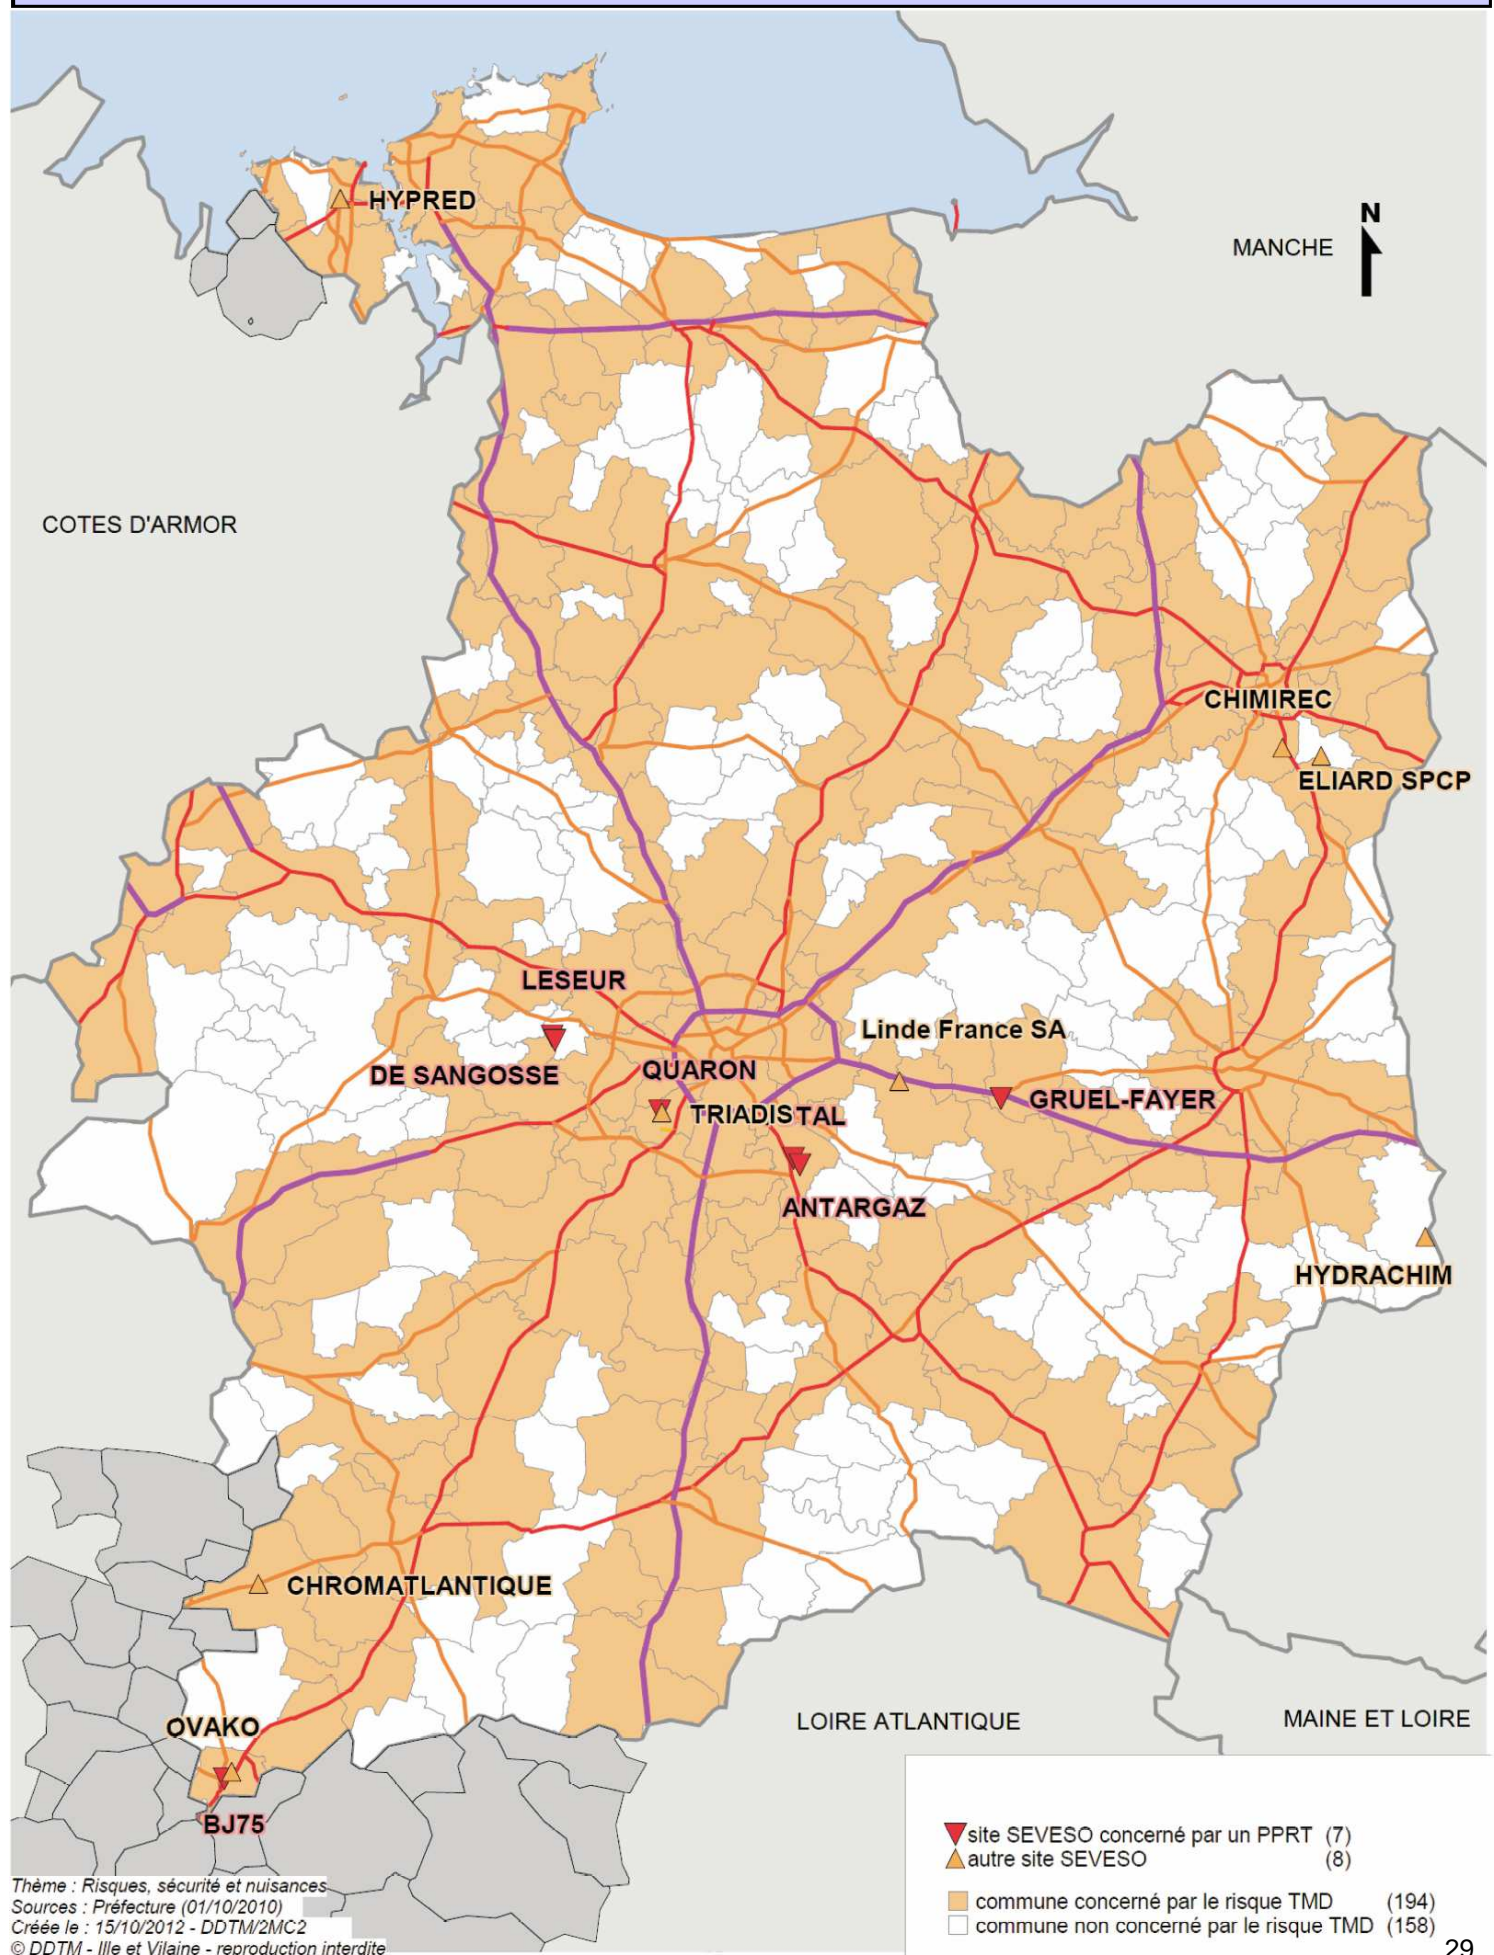 HYPRED
N
MANCHE
COTES D'ARMOR
CHIMIREC
ELIARD SPCP
LESEUR
Linde France SA
DE SANGOSSE
QUARON
GRUEL-FAYER
TRIADIS TAL
ANTARGAZ
HYDRACHIM
CHROMATLANTIQUE
OVAKO
LOIRE ATLANTIQUE
MAINE ET LOIRE
BJ75
site SEVESO concerné par un PPRT (7)
autre site SEVESO (8)
commune concerné par le risque TMD (194)
commune non concerné par le risque TMD (158)
Thème : Risques, sécurité et nuisances
Sources : Préfecture (01/10/2010)
Créée le : 15/10/2012 - DDTM/2MC2
© DDTM - Ille et Vilaine - reproduction interdite
29